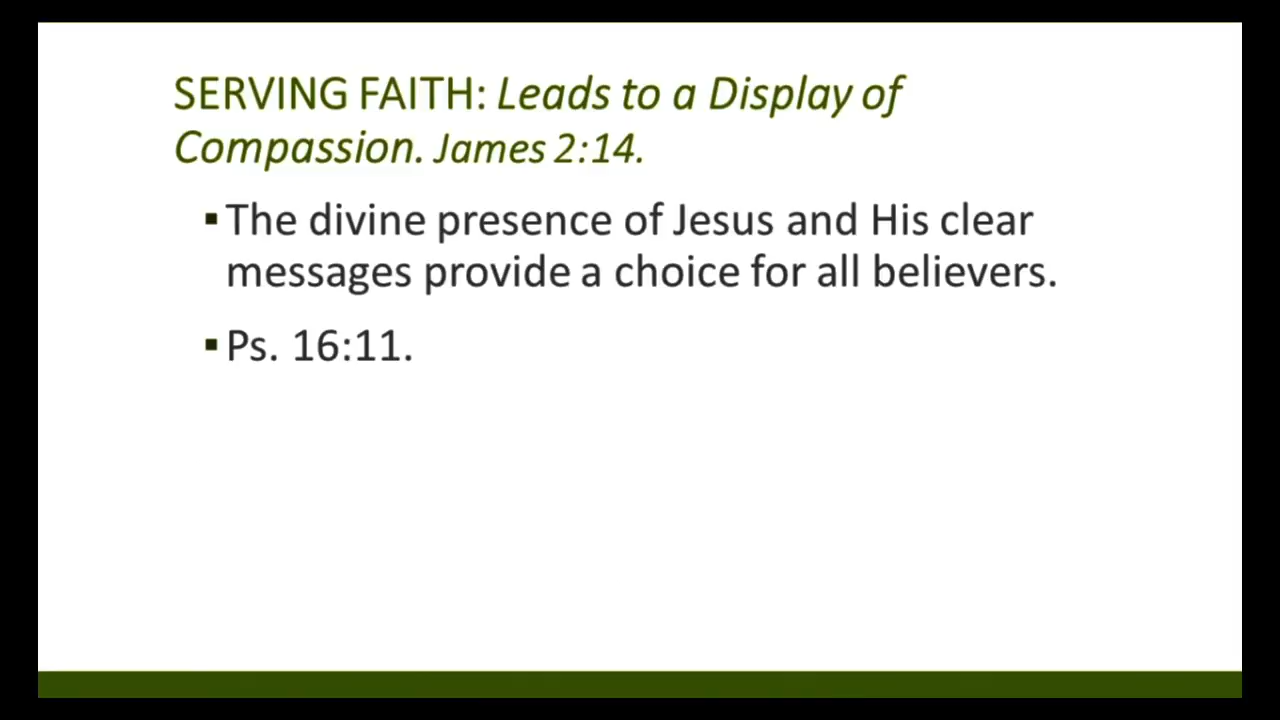 SERVING FAITH: Leads to a Display of
Compassion. James 2:14.
▪The divine presence of Jesus and His clear
messages provide a choice for all believers.
▪Ps. 16:11.